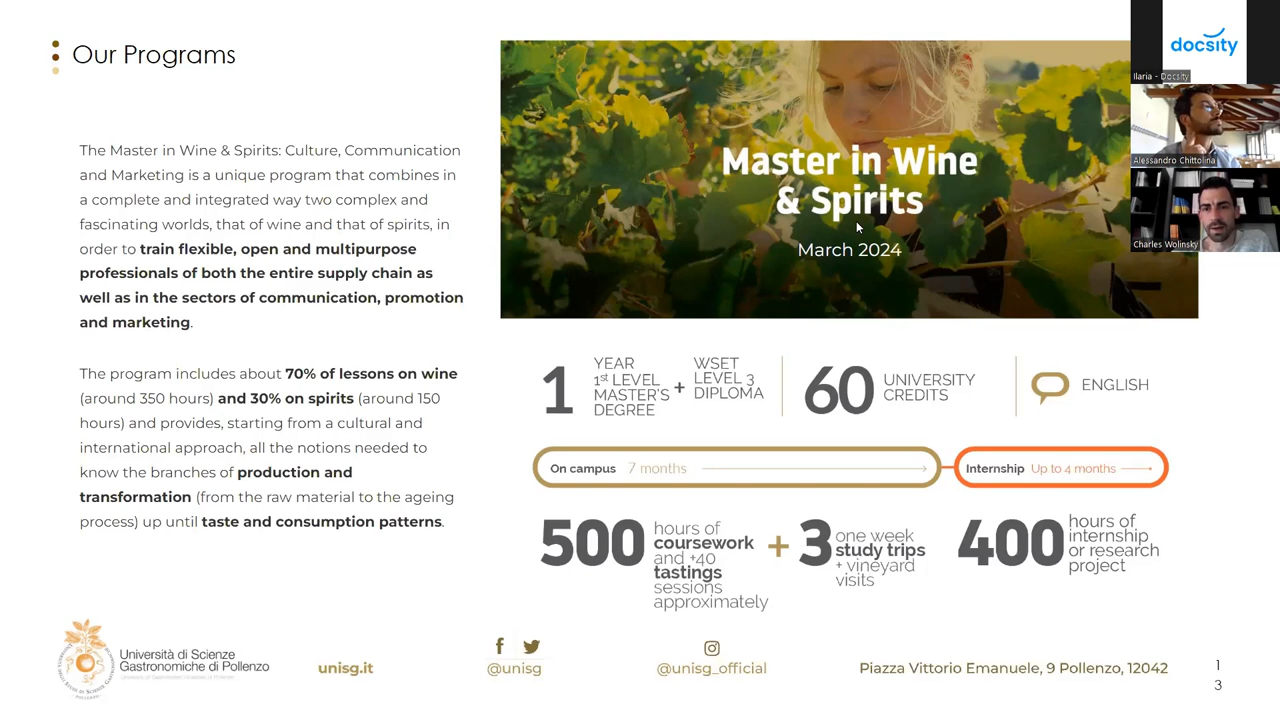 Our Programs
The Master in Wine & Spirits: Culture, Communication
and Marketing is a unique program that combines in
a complete and integrated way two complex and
fascinating worlds, that of wine and that of spirits, in
order to train flexible, open and multipurpose
professionals of both the entire supply chain as
well as in the sectors of communication, promotion
and marketing.
The program includes about 70% of lessons on wine
(around 350 hours) and 30% on spirits (around 150
hours) and provides, starting from a cultural and
international approach, all the notions needed to
know the branches of production and
transformation (from the raw material to the ageing
process) up until taste and consumption patterns.
Master in Wine
& Spirits
March 2024
docsity
Ilaria - Docsity
Alessandro Chittolina
Charles Wolinsky
1
YEAR
1st LEVEL
MASTER'S
DEGREE
+
WSET
LEVEL 3
DIPLOMA
60
UNIVERSITY
CREDITS
ENGLISH
On campus 7 months
Internship Up to 4 months
500
hours of
coursework
and +40
tastings
sessions
approximately
+
3
one week
study trips
+ vineyard
visits
400
hours of
internship
or research
project
Università di Scienze
Gastronomiche di Pollenzo
unisg.it
@unisg
@unisg_official
Piazza Vittorio Emanuele, 9 Pollenzo, 12042
1
3